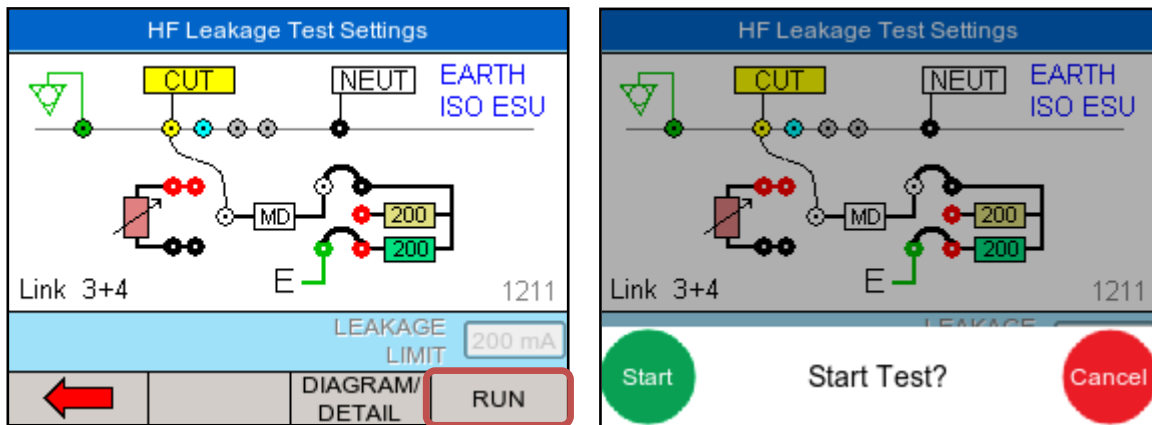 HF Leakage Test Settings
CUT
NEUT
EARTH
ISO ESU
MD
200
200
E
Link 3+4
1211
LEAKAGE
LIMIT
200 mA
DIAGRAM/
DETAIL
RUN
HF Leakage Test Settings
CUT
NEUT
EARTH
ISO ESU
MD
200
200
E
Link 3+4
1211
LEAKAGE
Start
Start Test?
Cancel